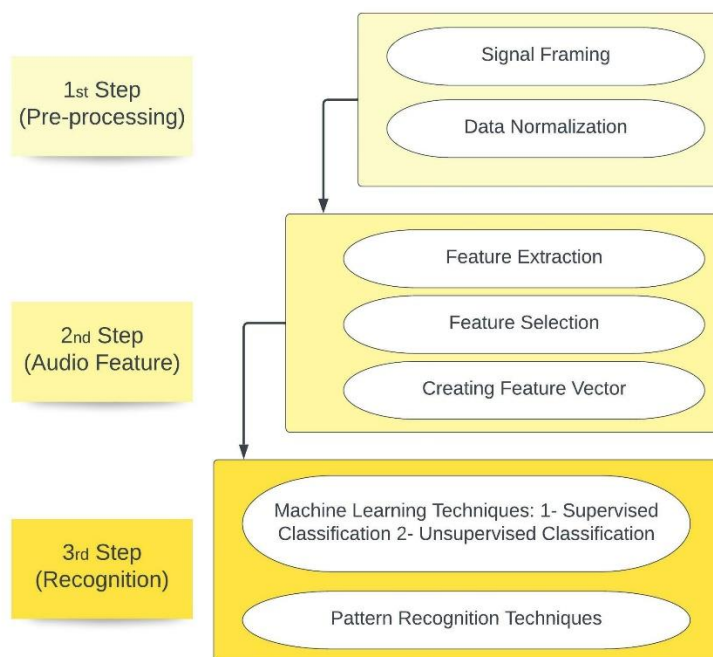 1st Step
(Pre-processing)
Signal Framing
Data Normalization
2nd Step
(Audio Feature)
Feature Extraction
Feature Selection
Creating Feature Vector
3rd Step
(Recognition)
Machine Learning Techniques: 1- Supervised
Classification 2- Unsupervised Classification
Pattern Recognition Techniques